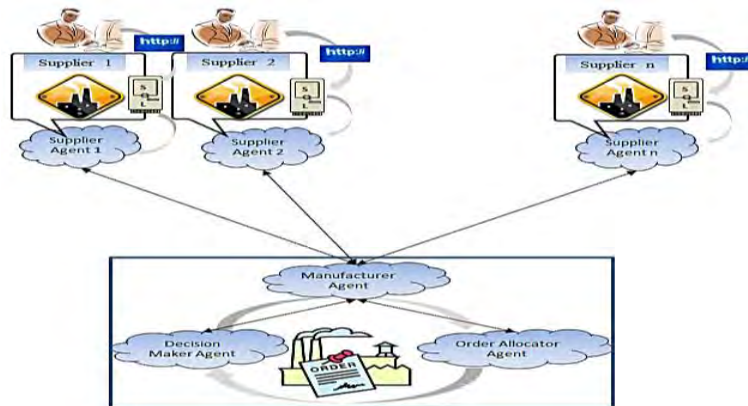 http://
http://
http://
Supplier 1
Supplier 2
Supplier n
S
Q
L
S
Q
L
S
Q
L
Supplier
Agent 1
Supplier
Agent 2
Supplier
Agent n
Manufacturer
Agent
Decision
Maker Agent
Order Allocator
Agent
ORDER